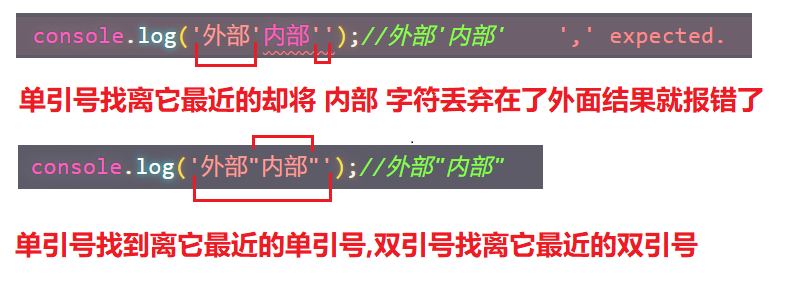 console.log('外部'内部'');//外部'内部' ',' expected.
单引号找离它最近的却将 内部 字符丢弃在了外面结果就报错了
console.log('外部"内部"');//外部"内部"
单引号找到离它最近的单引号,双引号找离它最近的双引号